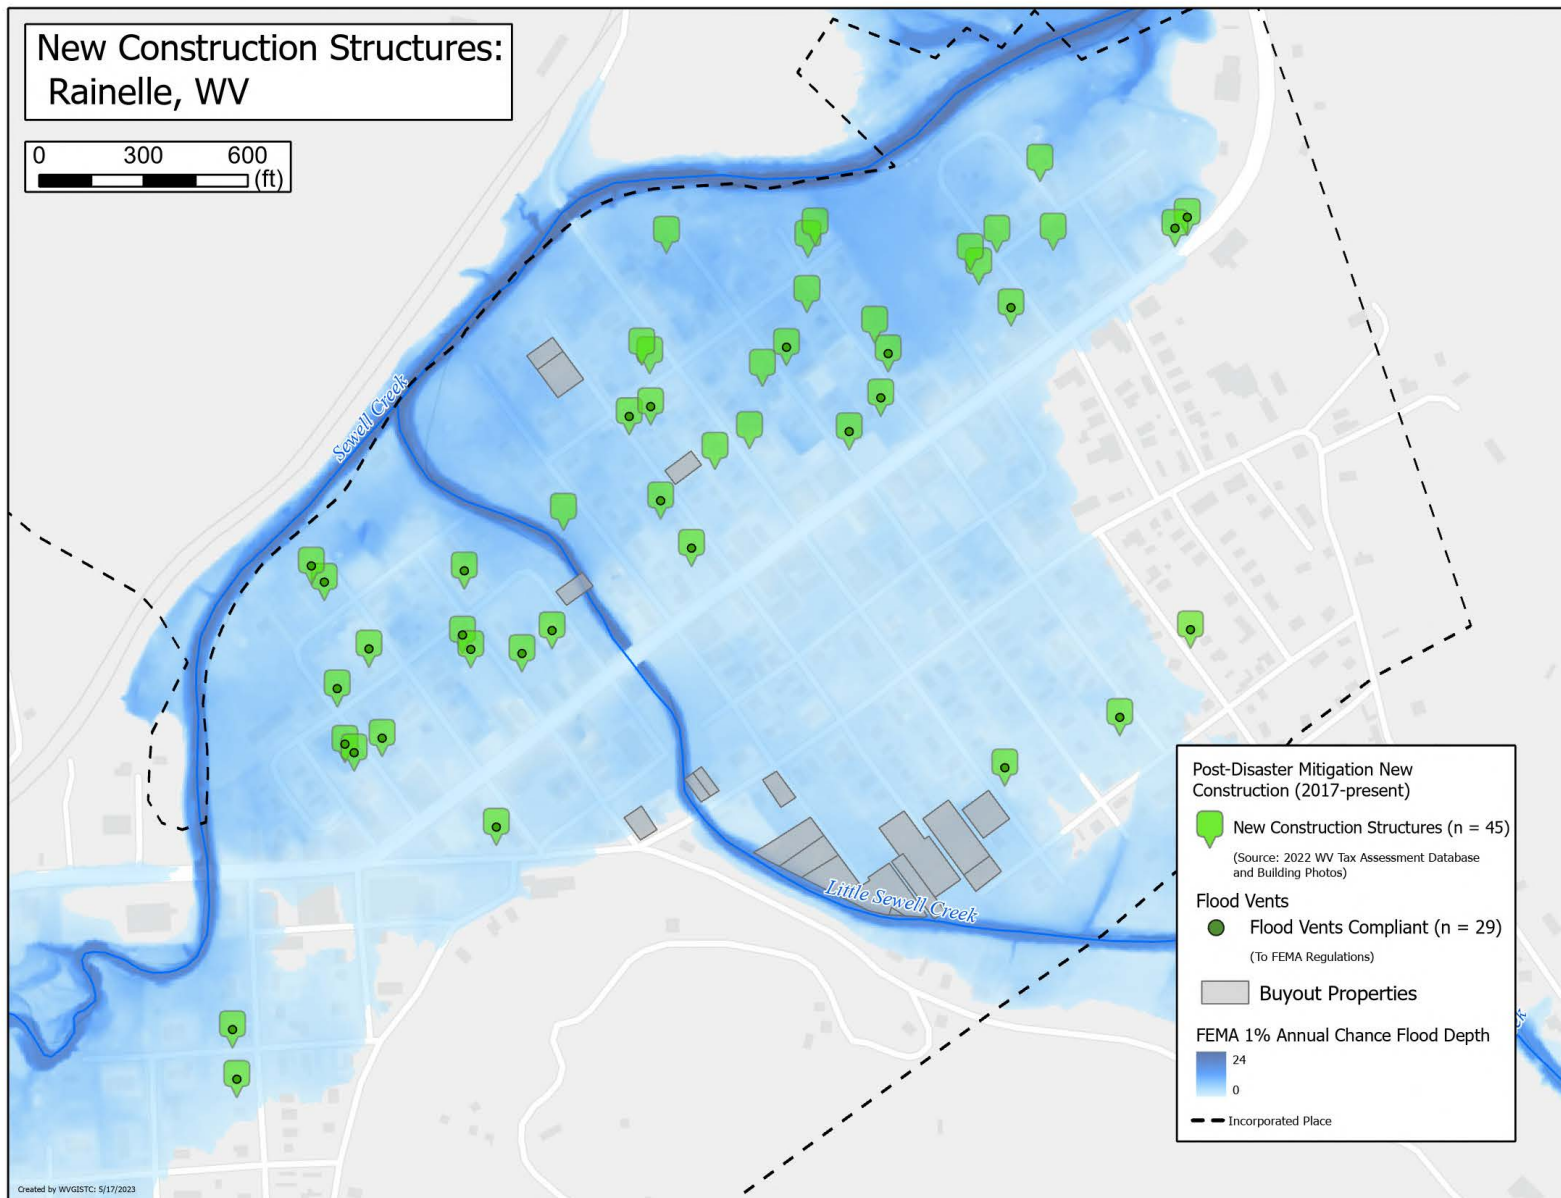 New Construction Structures:
Rainelle, WV
0 300 600
(ft)
Sewell Creek
Little Sewell Creek
Post-Disaster Mitigation New
Construction (2017-present)
New Construction Structures (n = 45)
(Source: 2022 WV Tax Assessment Database
and Building Photos)
Flood Vents
Flood Vents Compliant (n = 29)
(To FEMA Regulations)
Buyout Properties
FEMA 1% Annual Chance Flood Depth
24
0
Incorporated Place
Created by WVGISTC: 5/17/2023